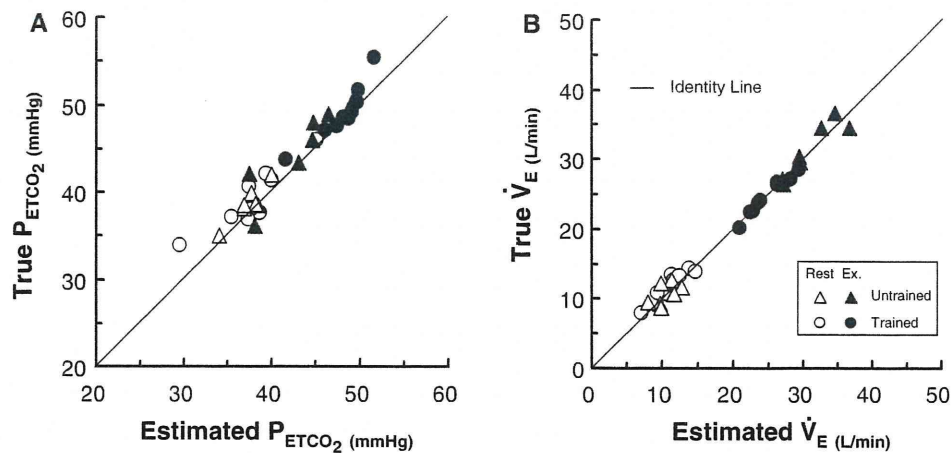 A
60
50
40
30
20
20 30 40 50 60
True PETCO2 (mmHg)
Estimated PETCO2 (mmHg)
B
50
40
30
20
10
0
0 10 20 30 40 50
True V̇E (L/min)
Estimated V̇E (L/min)
Identity Line
Rest Ex.
Untrained
Trained